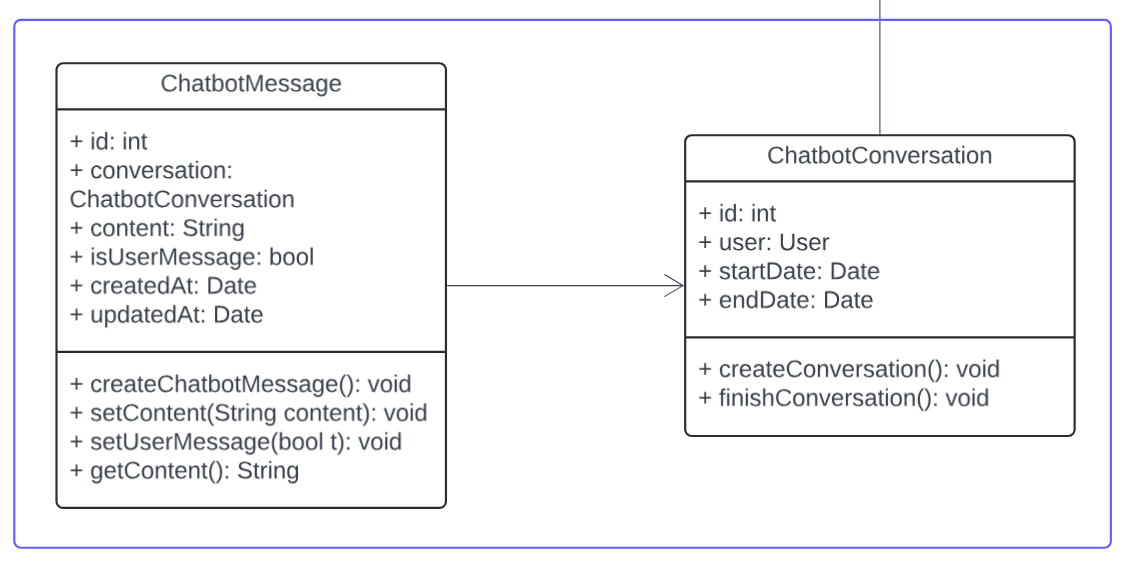 ChatbotMessage
+ id: int
+ conversation:
ChatbotConversation
+ content: String
+ isUserMessage: bool
+ createdAt: Date
+ updatedAt: Date
+ createChatbotMessage(): void
+ setContent(String content): void
+ setUserMessage(bool t): void
+ getContent(): String
ChatbotConversation
+ id: int
+ user: User
+ startDate: Date
+ endDate: Date
+ createConversation(): void
+ finishConversation(): void